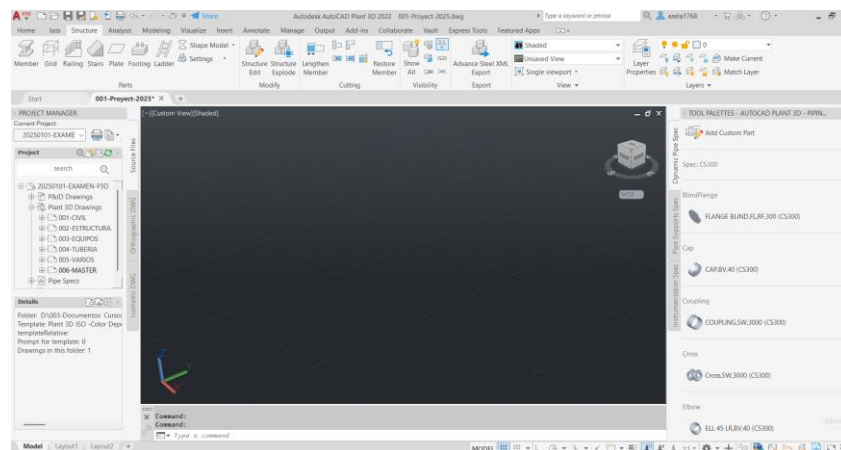 Share
Autodesk AutoCAD Plant 3D 2022 001-Proyect-2025.dwg
Type a keyword or phrase
asela1768
Home Isos Structure Analysis Modeling Visualize Insert Annotate Manage Output Add-ins Collaborate Vault Express Tools Featured Apps
Member Grid Railing Stairs Plate Footing Ladder
Shape Model
Settings
Parts
Structure Edit
Structure Explode
Modify
Lengthen Member
Restore Member
Cutting
Show All
Visibility
Advance Steel XML Export
Export
Shaded
Unsaved View
Single viewport
View
Layer Properties
0
Make Current
Match Layer
Layers
Start
001-Proyect-2025*
PROJECT MANAGER
Current Project:
20250101-EXAME
Project
search
20250101-EXAMEN-P3D
P&ID Drawings
Plant 3D Drawings
001-CIVIL
002-ESTRUCTURA
003-EQUIPOS
004-TUBERIA
005-VARIOS
006-MASTER
Pipe Specs
Source Files
Orthographic DWG
Isometric DWG
Details
Folder: D:\003-Documentos Cursos
Template: Plant 3D ISO -Color Depe
templateRelative:
Prompt for template: 0
Drawings in this folder: 1
[-][Custom View][Shaded]
WCS
Z
Y
Command:
Command:
Type a command
TOOL PALETTES - AUTOCAD PLANT 3D - PIPIN...
Dynamic Pipe Spec
Pipe Supports Spec
Instrumentation Spec
Add Custom Part
Spec: CS300
BlindFlange
FLANGE BLIND,FL,RF,300 (CS300)
Cap
CAP,BV,40 (CS300)
Coupling
COUPLING,SW,3000 (CS300)
Cross
Cross,SW,3000 (CS300)
Elbow
ELL 45 LR,BV,40 (CS300)
Model Layout1 Layout2 +
MODEL